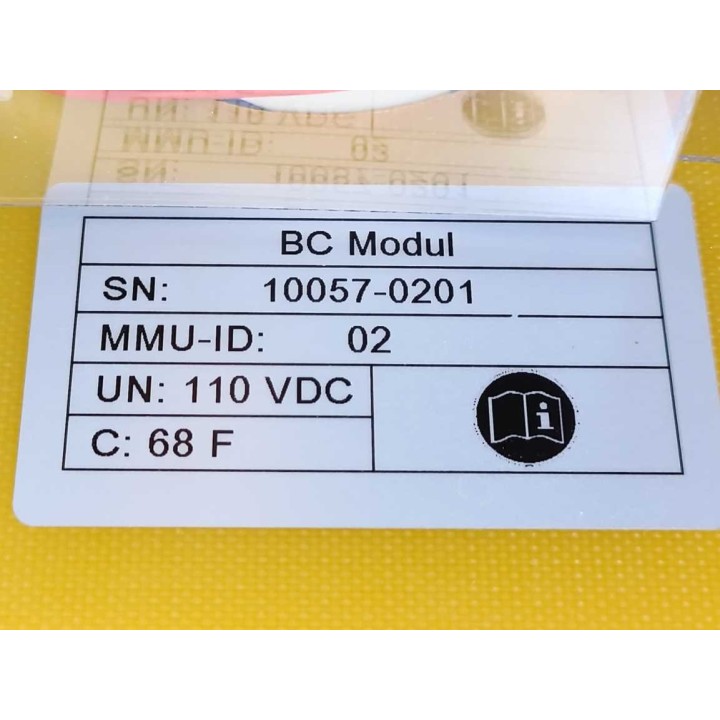 BC Modul
SN: 10057-0201
MMU-ID: 02
UN: 110 VDC
C: 68 F